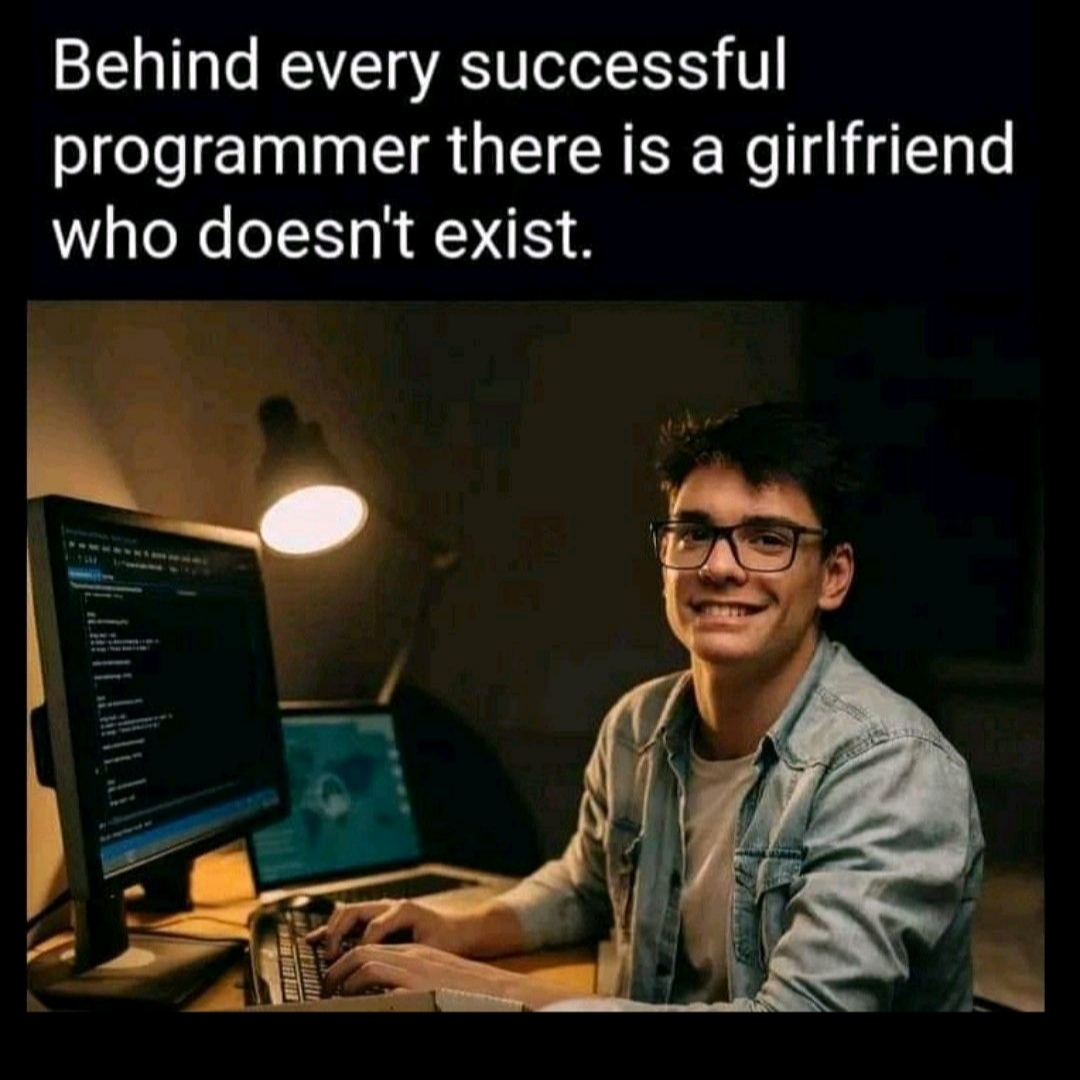 Behind every successful
programmer there is a girlfriend
who doesn't exist.